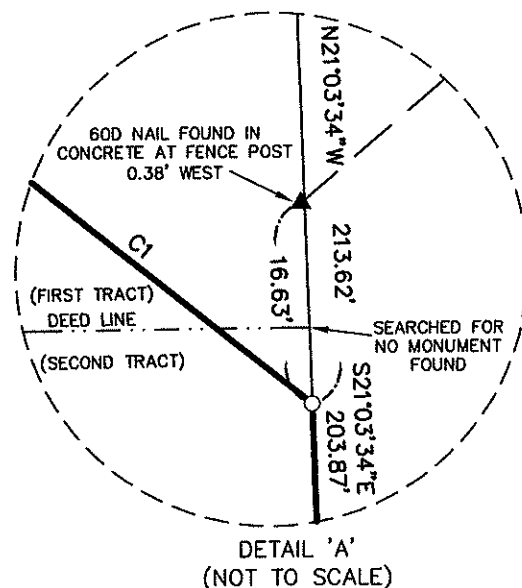 N21°03'34"W
60D NAIL FOUND IN
CONCRETE AT FENCE POST
0.38' WEST
213.62'
16.63'
C1
(FIRST TRACT)
DEED LINE
(SECOND TRACT)
SEARCHED FOR
NO MONUMENT
FOUND
S21°03'34"E
203.87'
DETAIL 'A'
(NOT TO SCALE)